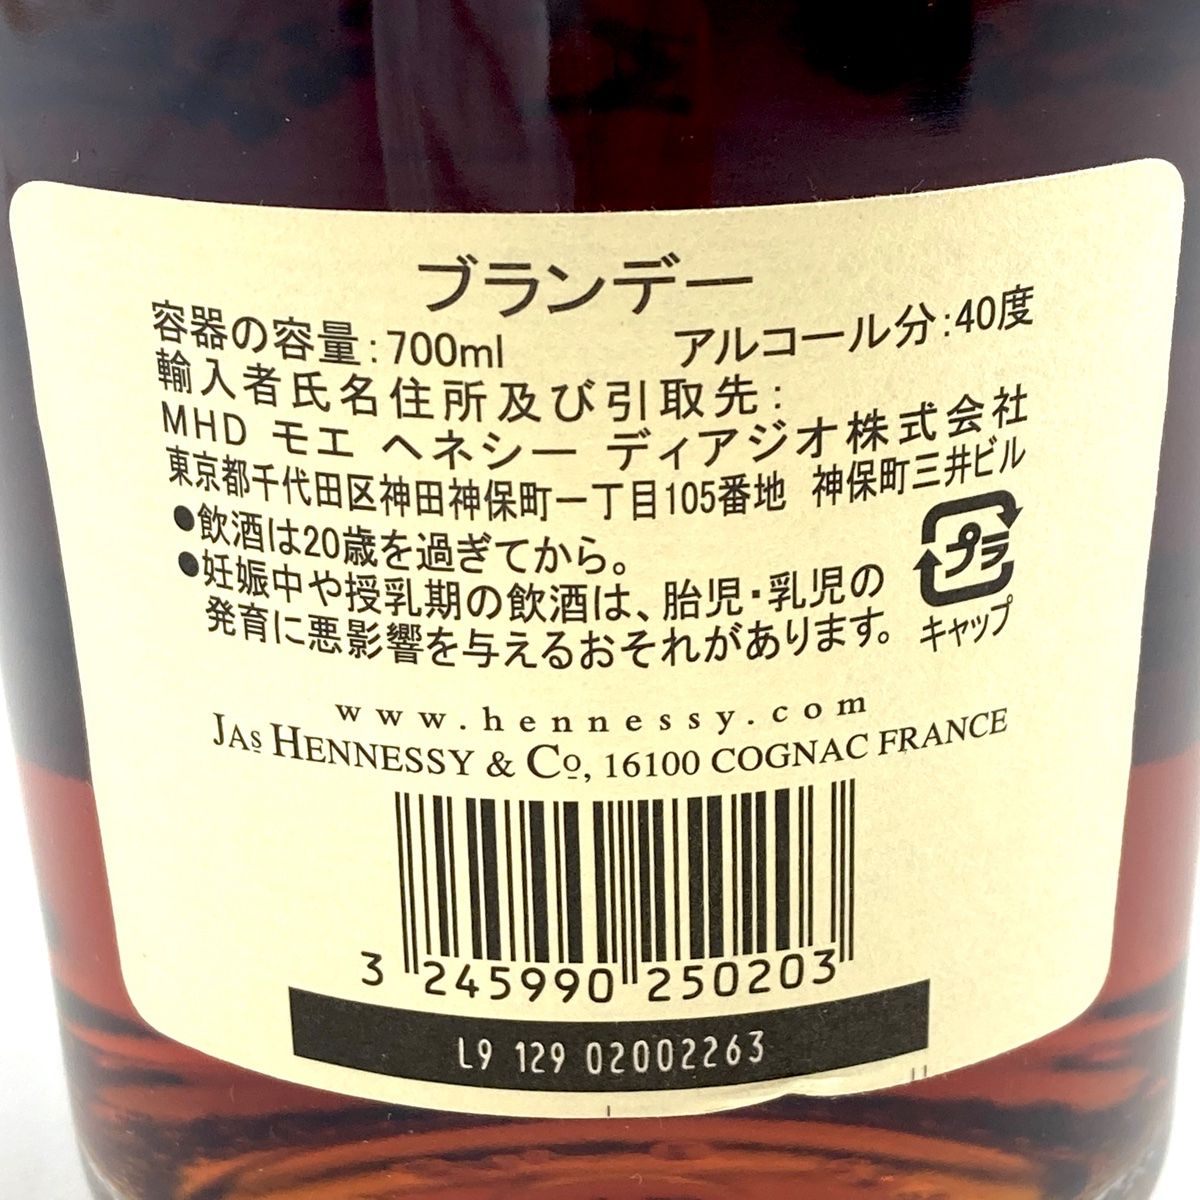 ブランデー
容器の容量:700ml アルコール分:40度
輸入者氏名住所及び引取先:
MHD モエ ヘネシー ディアジオ株式会社
東京都千代田区神田神保町一丁目105番地 神保町三井ビル
●飲酒は20歳を過ぎてから。
●妊娠中や授乳期の飲酒は、胎児・乳児の
発育に悪影響を与えるおそれがあります。
プラ
キャップ
www.hennessy.com
JAS HENNESSY & Cº, 16100 COGNAC FRANCE
3 245990 250203
L9 129 02002263